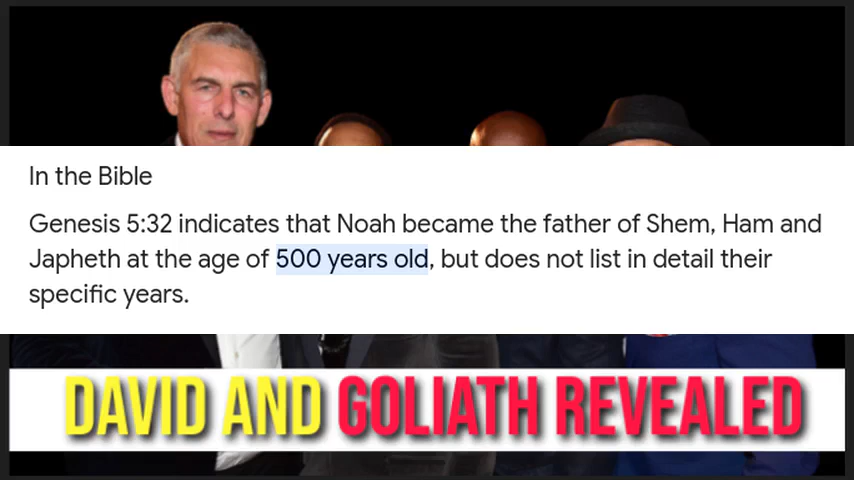 In the Bible
Genesis 5:32 indicates that Noah became the father of Shem, Ham and
Japheth at the age of 500 years old, but does not list in detail their
specific years.
DAVID AND GOLIATH REVEALED